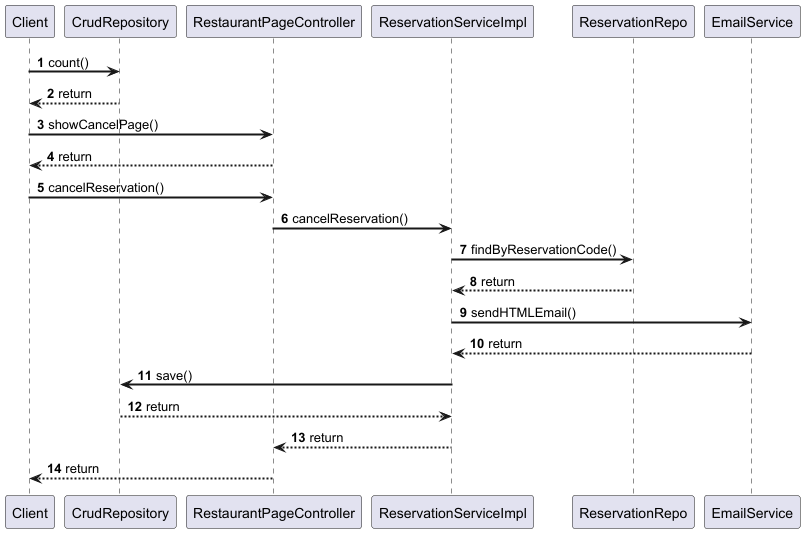 Client CrudRepository RestaurantPageController ReservationServiceImpl ReservationRepo EmailService
1 count()
2 return
3 showCancelPage()
4 return
5 cancelReservation()
6 cancelReservation()
7 findByReservationCode()
8 return
9 sendHTMLEmail()
10 return
11 save()
12 return
13 return
14 return
Client CrudRepository RestaurantPageController ReservationServiceImpl ReservationRepo EmailService